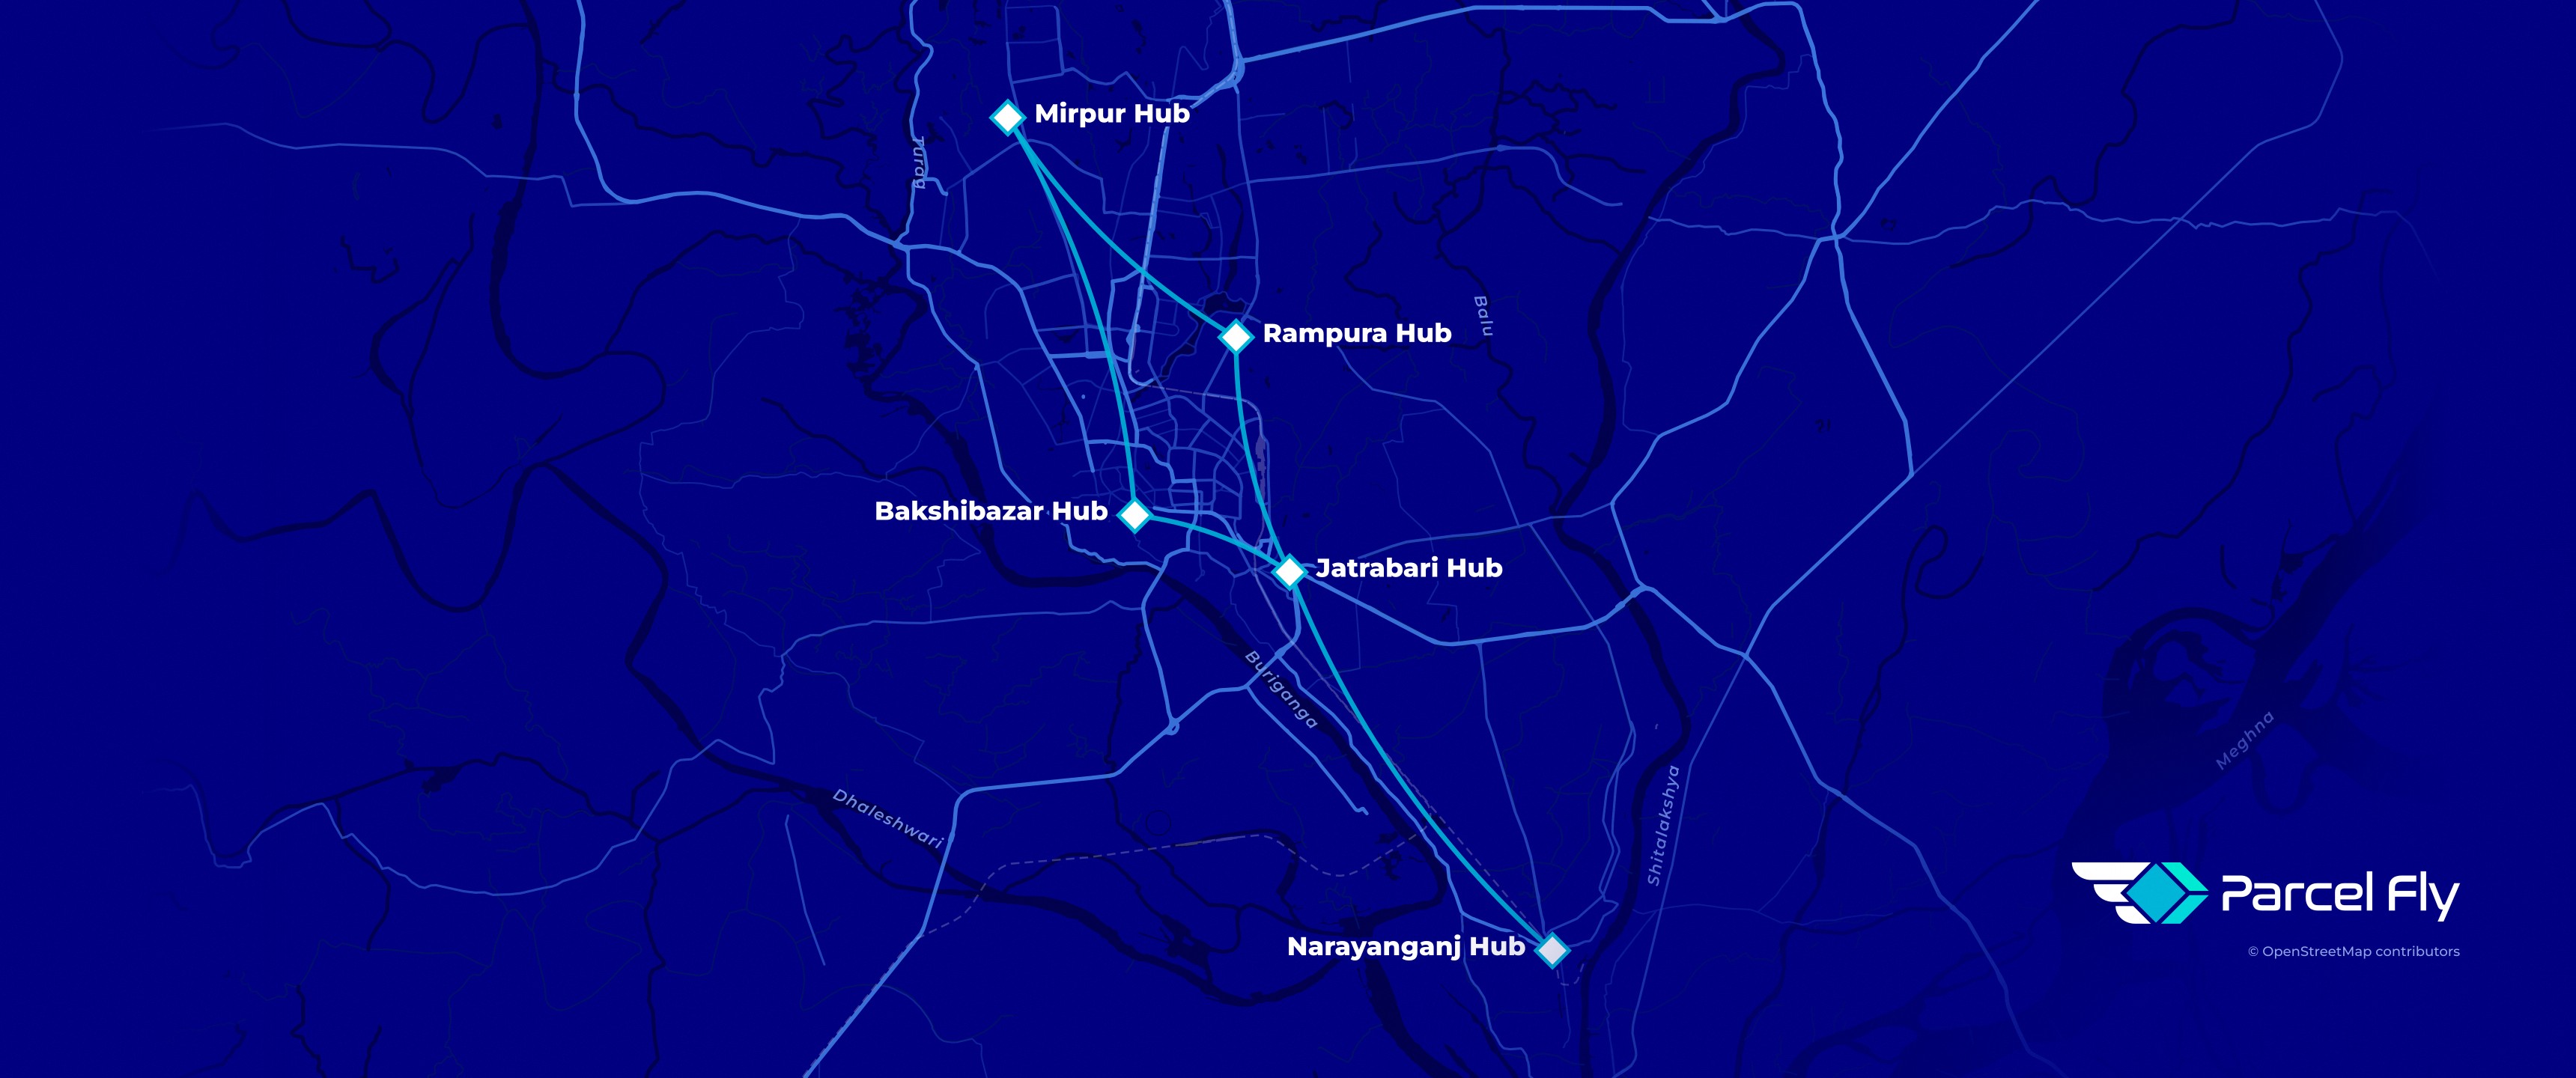 Mirpur Hub
Turag
Rampura Hub
Balu
Bakshibazar Hub
Jatrabari Hub
Buriganga
Meghna
Dhaleshwari
Shitalakshya
Parcel Fly
Narayanganj Hub
© OpenStreetMap contributors